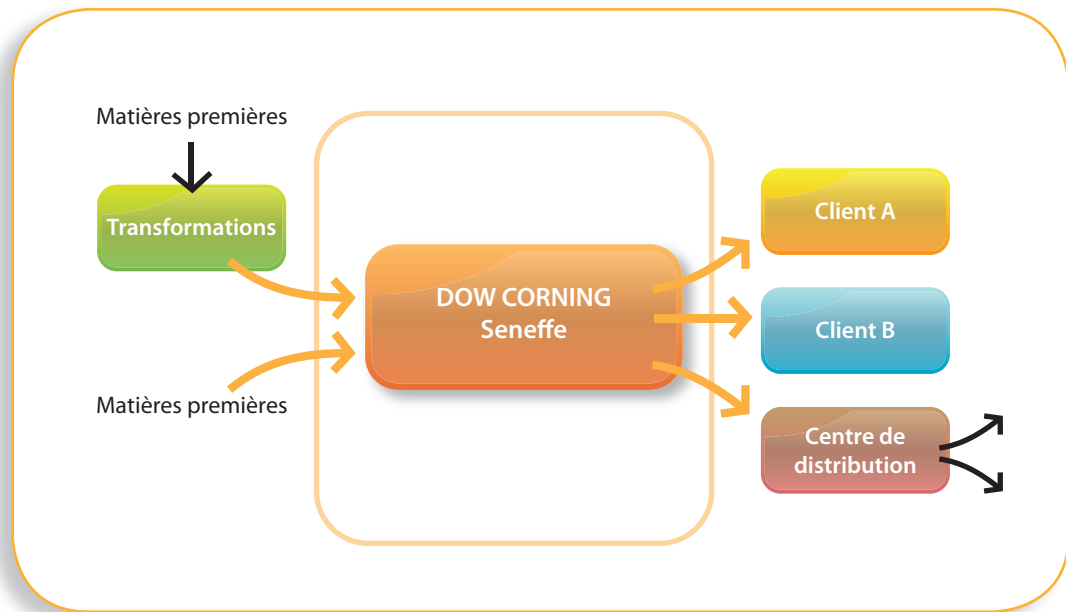 Matières premières
Transformations
Matières premières
DOW CORNING
Seneffe
Client A
Client B
Centre de
distribution